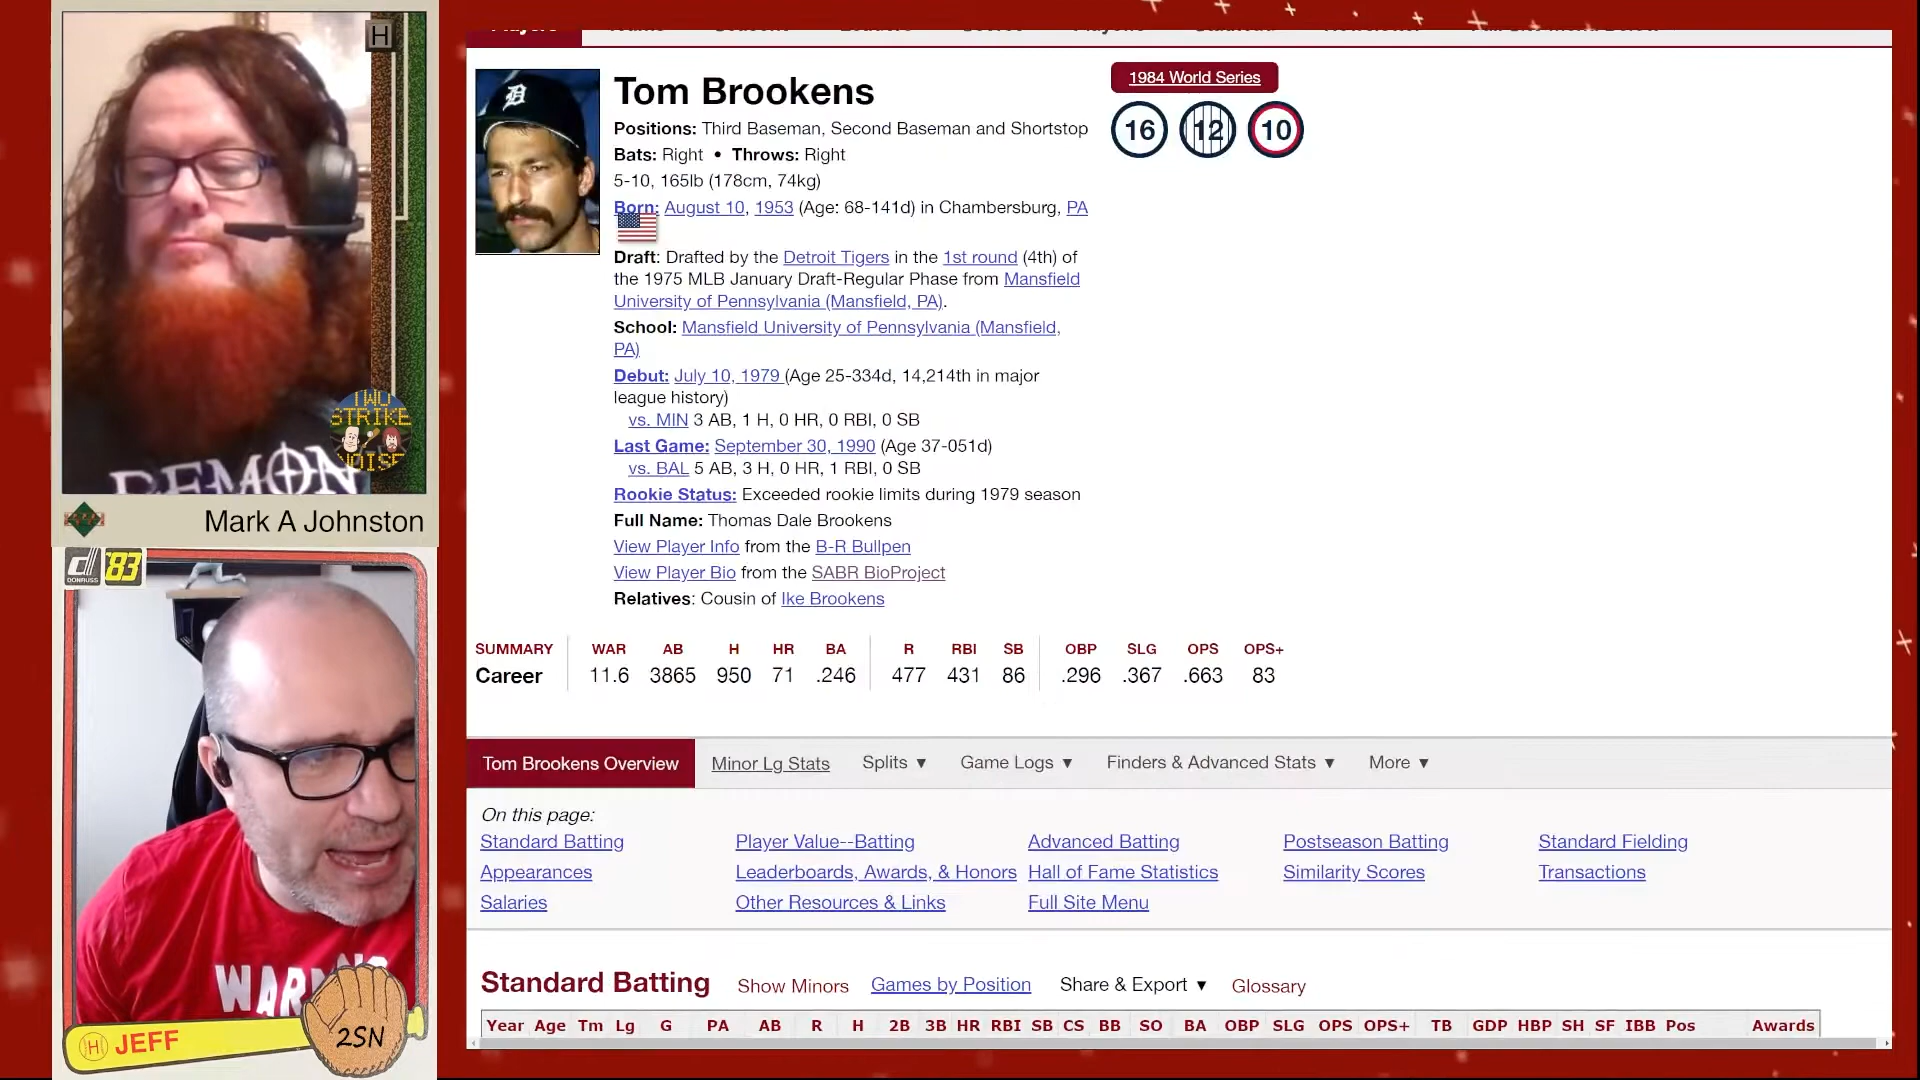 H
TWO
STRIKE
NOISE
DEMON
Mark A Johnston
DONRUSS
'83
JEFF
2SN
Tom Brookens
Positions: Third Baseman, Second Baseman and Shortstop
Bats: Right • Throws: Right
5-10, 165lb (178cm, 74kg)
Born: August 10, 1953 (Age: 68-141d) in Chambersburg, PA
Draft: Drafted by the Detroit Tigers in the 1st round (4th) of
the 1975 MLB January Draft-Regular Phase from Mansfield
University of Pennsylvania (Mansfield, PA).
School: Mansfield University of Pennsylvania (Mansfield,
PA)
Debut: July 10, 1979 (Age 25-334d, 14,214th in major
league history)
vs. MIN 3 AB, 1 H, 0 HR, 0 RBI, 0 SB
Last Game: September 30, 1990 (Age 37-051d)
vs. BAL 5 AB, 3 H, 0 HR, 1 RBI, 0 SB
Rookie Status: Exceeded rookie limits during 1979 season
Full Name: Thomas Dale Brookens
View Player Info from the B-R Bullpen
View Player Bio from the SABR BioProject
Relatives: Cousin of Ike Brookens
1984 World Series
16 12 10
SUMMARY WAR AB H HR BA R RBI SB OBP SLG OPS OPS+
Career 11.6 3865 950 71 .246 477 431 86 .296 .367 .663 83
Tom Brookens Overview Minor Lg Stats Splits ▼ Game Logs ▼ Finders & Advanced Stats ▼ More ▼
On this page:
Standard Batting Player Value--Batting Advanced Batting Postseason Batting Standard Fielding
Appearances Leaderboards, Awards, & Honors Hall of Fame Statistics Similarity Scores Transactions
Salaries Other Resources & Links Full Site Menu
Standard Batting Show Minors Games by Position Share & Export ▼ Glossary
Year Age Tm Lg G PA AB R H 2B 3B HR RBI SB CS BB SO BA OBP SLG OPS OPS+ TB GDP HBP SH SF IBB Pos Awards